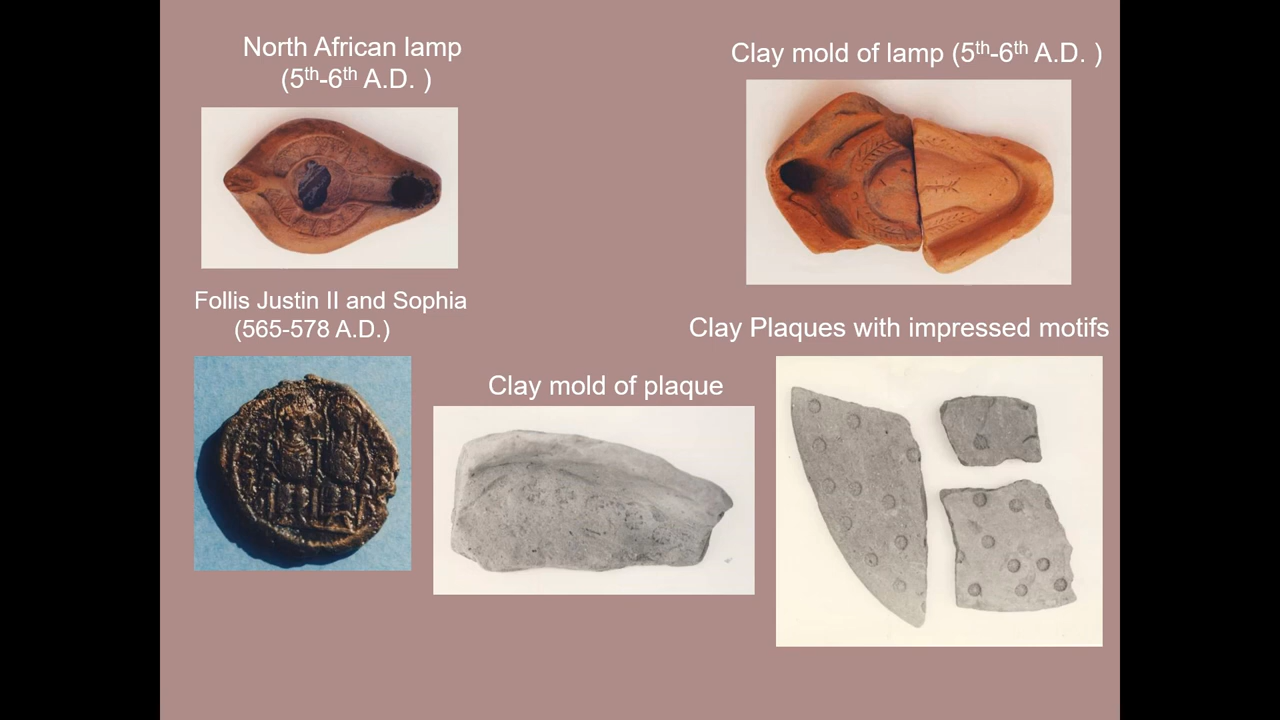 North African lamp
(5th-6th A.D. )
Clay mold of lamp (5th-6th A.D. )
Follis Justin II and Sophia
(565-578 A.D.)
Clay Plaques with impressed motifs
Clay mold of plaque